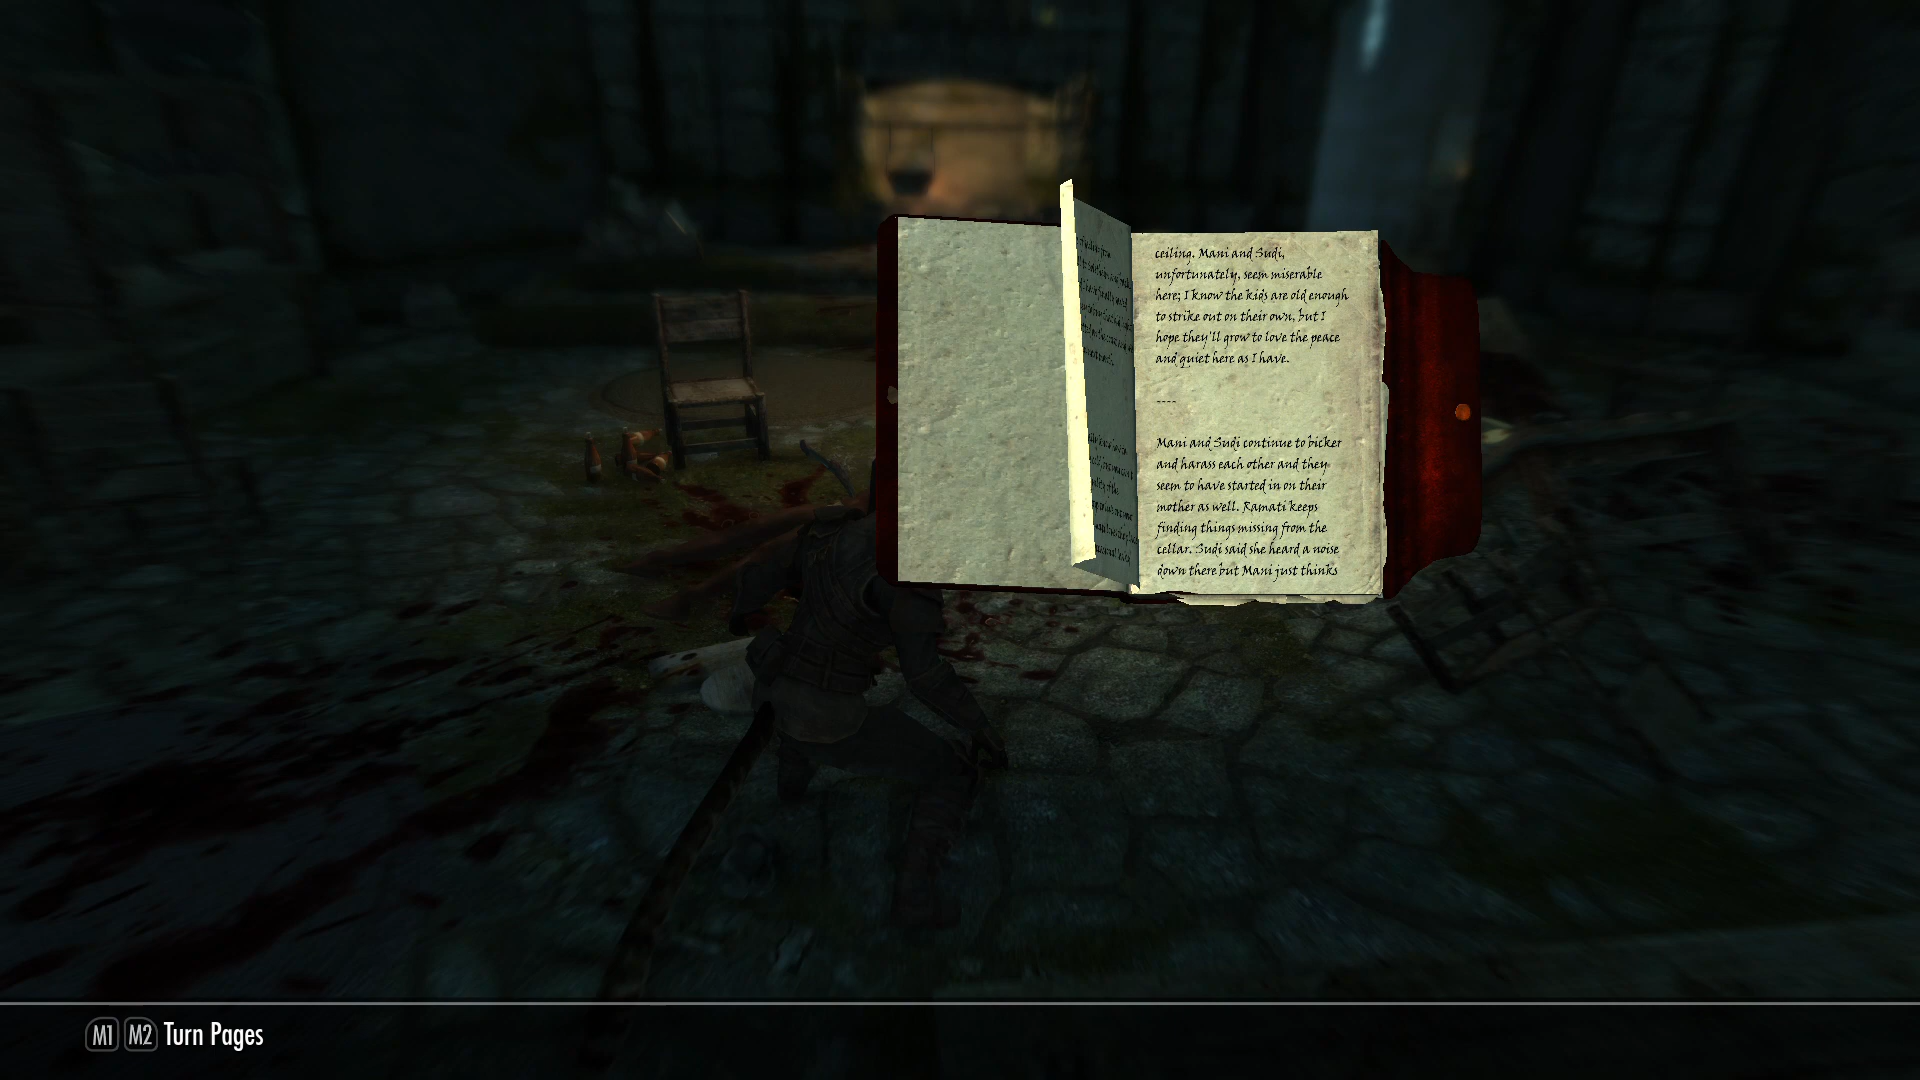 ceiling. Mani and Sudi,
unfortunately, seem miserable
here; I know the kids are old enough
to strike out on their own, but I
hope they'll grow to love the peace
and quiet here as I have.
----
Mani and Sudi continue to bicker
and harass each other and they
seem to have started in on their
mother as well. Ramati keeps
finding things missing from the
cellar. Sudi said she heard a noise
down there but Mani just thinks
M1 M2 Turn Pages